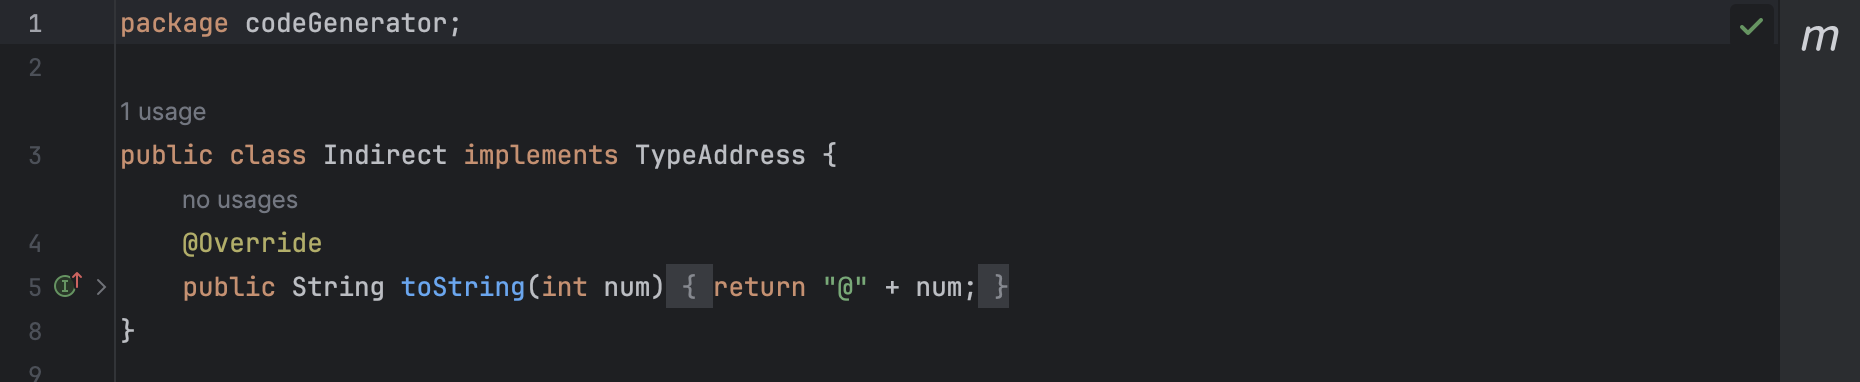 1 package codeGenerator;
2
1 usage
3 public class Indirect implements TypeAddress {
no usages
4 @Override
5 public String toString(int num) { return "@" + num; }
8 }
9
m